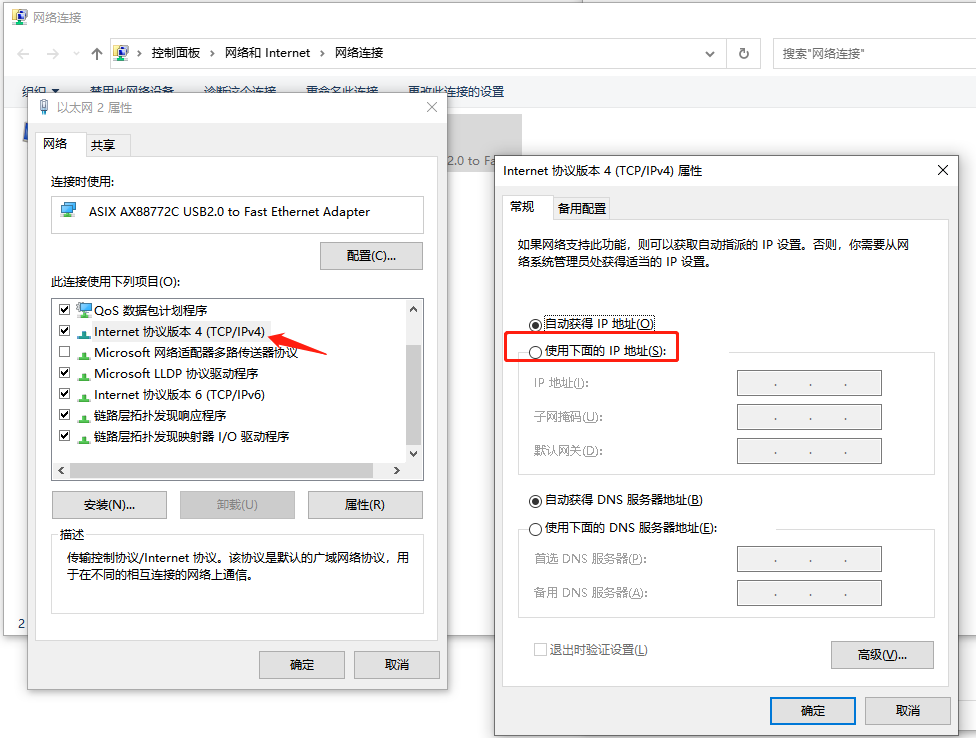 网络连接
控制面板 › 网络和 Internet › 网络连接
搜索"网络连接"
组织 禁用此网络设备 诊断这个连接 重命名此连接 更改此连接的设置
以太网 2 属性
网络 共享
连接时使用:
ASIX AX88772C USB2.0 to Fast Ethernet Adapter
配置(C)...
此连接使用下列项目(O):
QoS 数据包计划程序
Internet 协议版本 4 (TCP/IPv4)
Microsoft 网络适配器多路传送器协议
Microsoft LLDP 协议驱动程序
Internet 协议版本 6 (TCP/IPv6)
链路层拓扑发现响应程序
链路层拓扑发现映射器 I/O 驱动程序
安装(N)... 卸载(U) 属性(R)
描述
传输控制协议/Internet 协议。该协议是默认的广域网络协议，用
于在不同的相互连接的网络上通信。
确定 取消
2
2.0 to Fa
Internet 协议版本 4 (TCP/IPv4) 属性
常规 备用配置
如果网络支持此功能，则可以获取自动指派的 IP 设置。否则，你需要从网
络系统管理员处获得适当的 IP 设置。
自动获得 IP 地址(O)
使用下面的 IP 地址(S):
IP 地址(I):
子网掩码(U):
默认网关(D):
自动获得 DNS 服务器地址(B)
使用下面的 DNS 服务器地址(E):
首选 DNS 服务器(P):
备用 DNS 服务器(A):
退出时验证设置(L)
高级(V)...
确定 取消